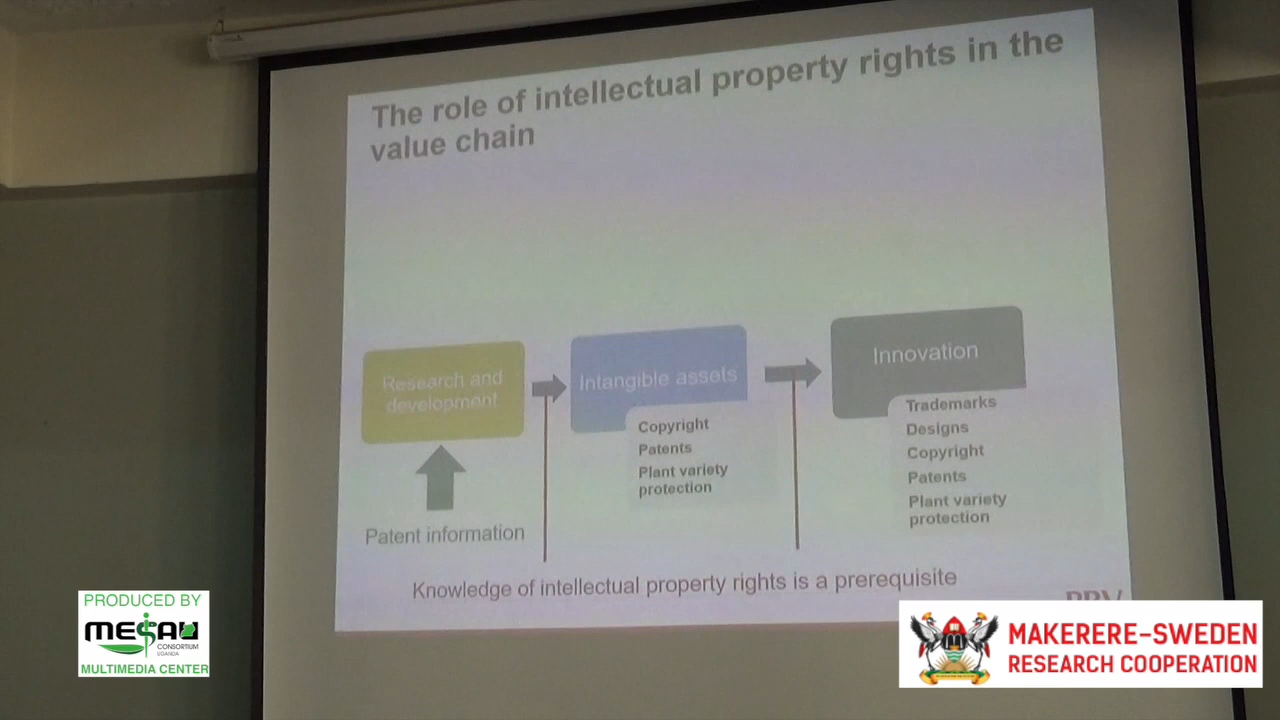 The role of intellectual property rights in the
value chain
Research and
development
Intangible assets
Innovation
Copyright
Patents
Plant variety
protection
Trademarks
Designs
Copyright
Patents
Plant variety
protection
Patent information
Knowledge of intellectual property rights is a prerequisite
PRODUCED BY
MESAU
CONSORTIUM
UGANDA
MULTIMEDIA CENTER
MAKERERE-SWEDEN
RESEARCH COOPERATION